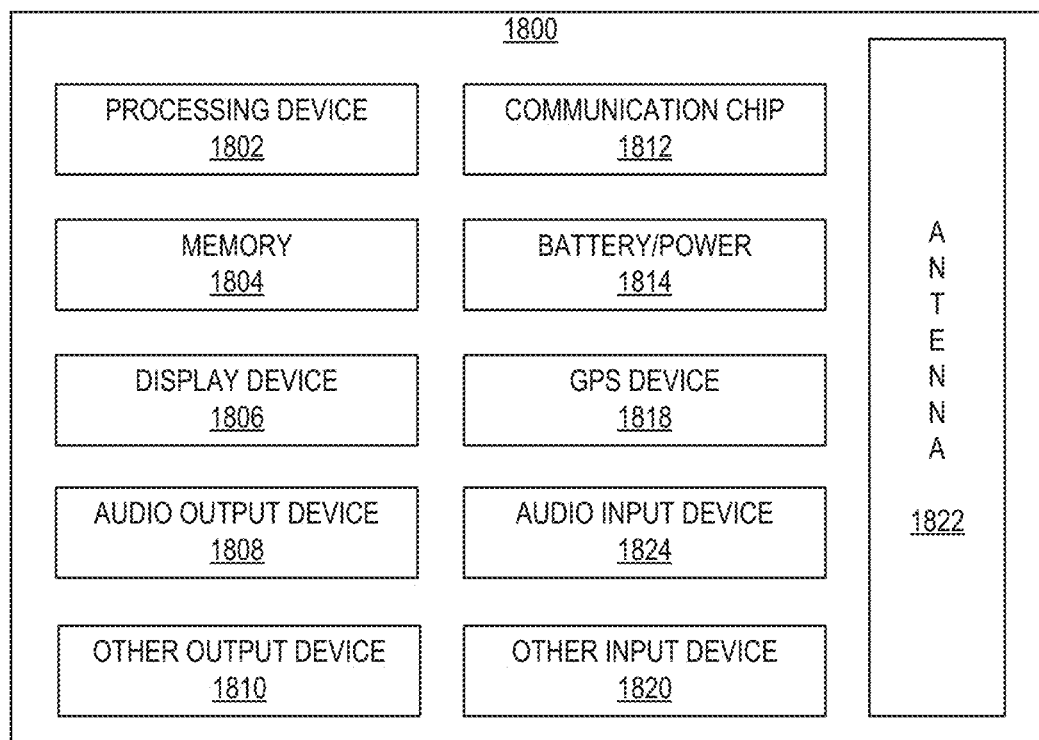 1800
PROCESSING DEVICE
1802
COMMUNICATION CHIP
1812
MEMORY
1804
BATTERY/POWER
1814
DISPLAY DEVICE
1806
GPS DEVICE
1818
AUDIO OUTPUT DEVICE
1808
AUDIO INPUT DEVICE
1824
OTHER OUTPUT DEVICE
1810
OTHER INPUT DEVICE
1820
A
N
T
E
N
N
A
1822